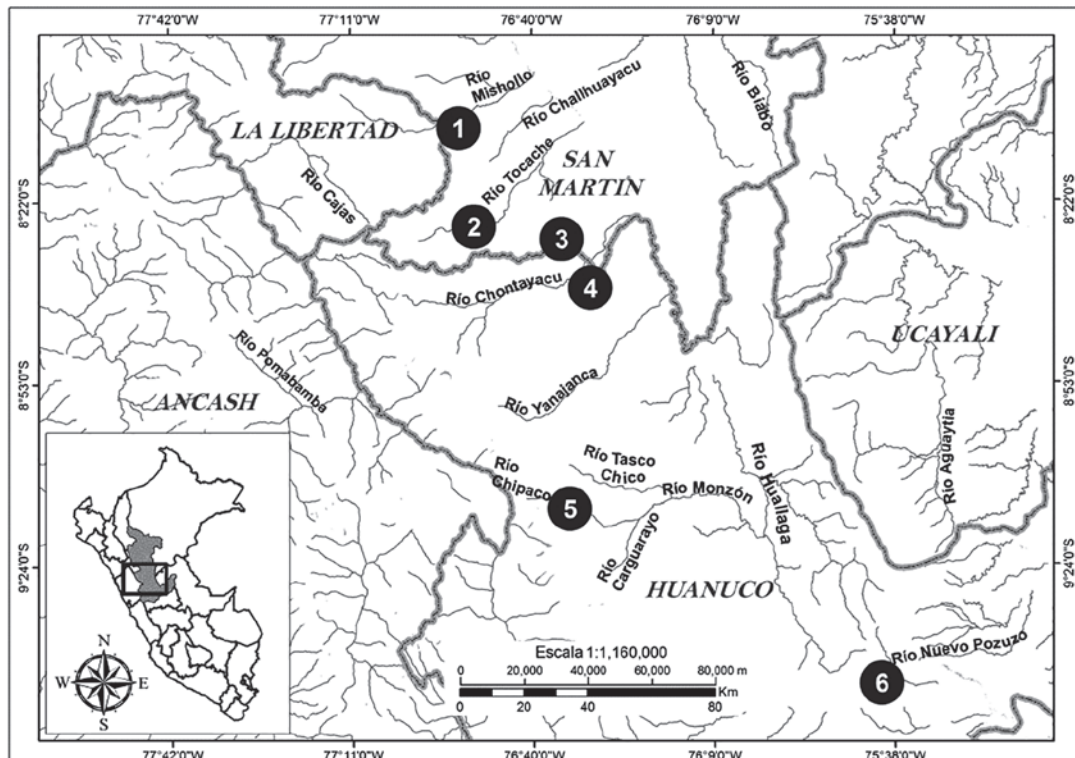 77°42'0"W 77°11'0"W 76°40'0"W 76°9'0"W 75°38'0"W
Río
Mishollo
Río Challhuayacu
Río Biabo
1
LA LIBERTAD
SAN
MARTIN
Río Tocache
Río Cajas
8°22'0"S
8°22'0"S
2
3
4
Río Chontayacu
UCAYALI
Río Pomabamba
ANCASH
8°53'0"S
8°53'0"S
Río Yanajanca
Río Aguaytia
Río Tasco
Chico
Río
Chipaco
Río Monzón
Río Huallaga
5
Río
Carguarayo
9°24'0"S
9°24'0"S
HUANUCO
Escala 1:1,160,000
0 20,000 40,000 60,000 80,000 m
Km
0 10 20 30 40 60 80
Río Nuevo Pozuzo
6
N
W E
S
77°42'0"W 77°11'0"W 76°40'0"W 76°9'0"W 75°38'0"W